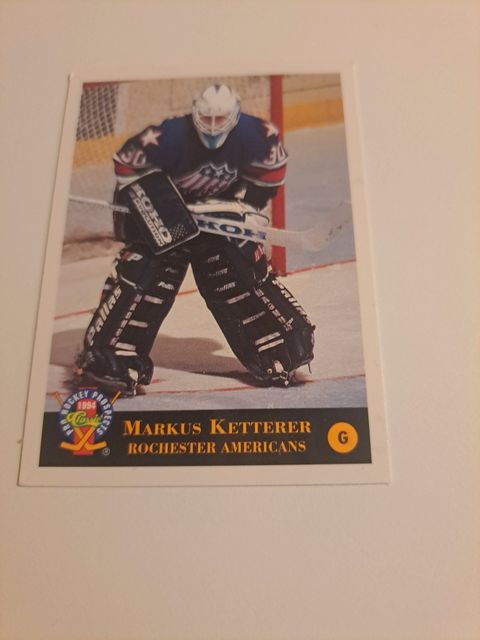 30
30
KOHO
KOHO
PRO HOCKEY PROSPECTS
1994
Classic
®
MARKUS KETTERER
ROCHESTER AMERICANS
G